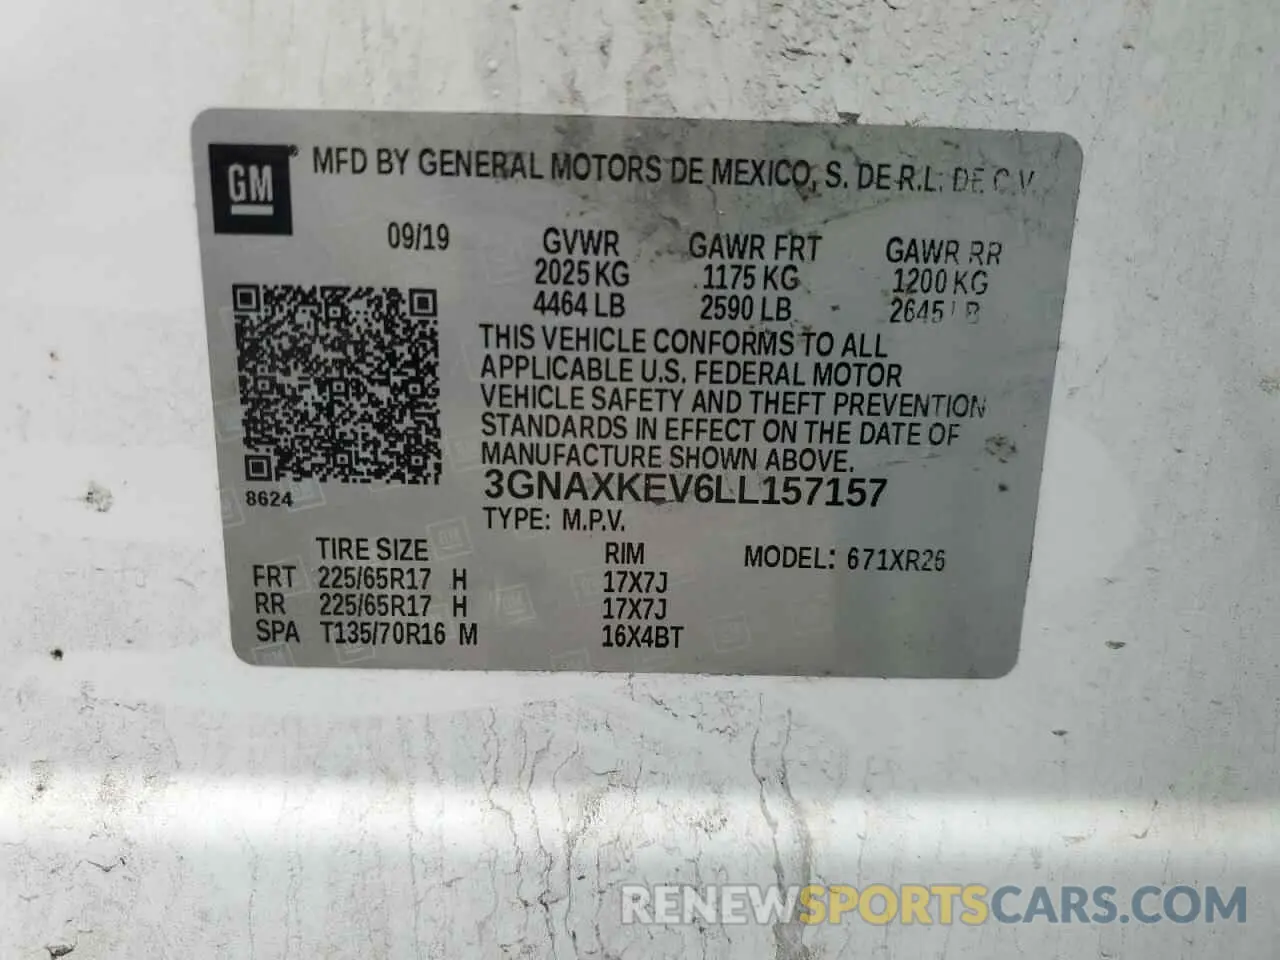 GM® MFD BY GENERAL MOTORS DE MEXICO, S. DE R.L. DE C.V.
09/19 GVWR GAWR FRT GAWR RR
2025 KG 1175 KG 1200 KG
4464 LB 2590 LB 2645 LB
THIS VEHICLE CONFORMS TO ALL
APPLICABLE U.S. FEDERAL MOTOR
VEHICLE SAFETY AND THEFT PREVENTION
STANDARDS IN EFFECT ON THE DATE OF
MANUFACTURE SHOWN ABOVE.
8624 3GNAXKEV6LL157157
TYPE: M.P.V.
TIRE SIZE RIM MODEL: 671XR26
FRT 225/65R17 H 17X7J
RR 225/65R17 H 17X7J
SPA T135/70R16 M 16X4BT
RENEWSPORTSCARS.COM